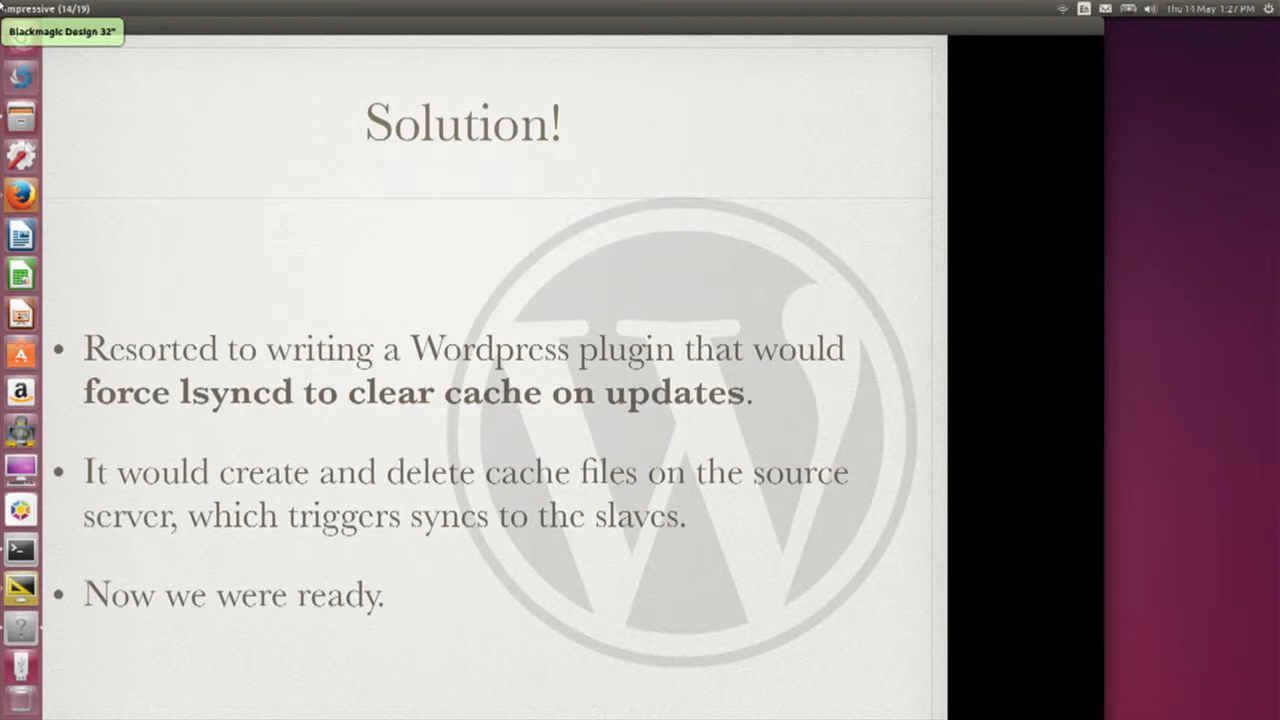 Impressive (14/19)
En
Thu 14 May 1:27 PM
Blackmagic Design 32"
Solution!
• Resorted to writing a Wordpress plugin that would
force lsyncd to clear cache on updates.
• It would create and delete cache files on the source
server, which triggers syncs to the slaves.
• Now we were ready.